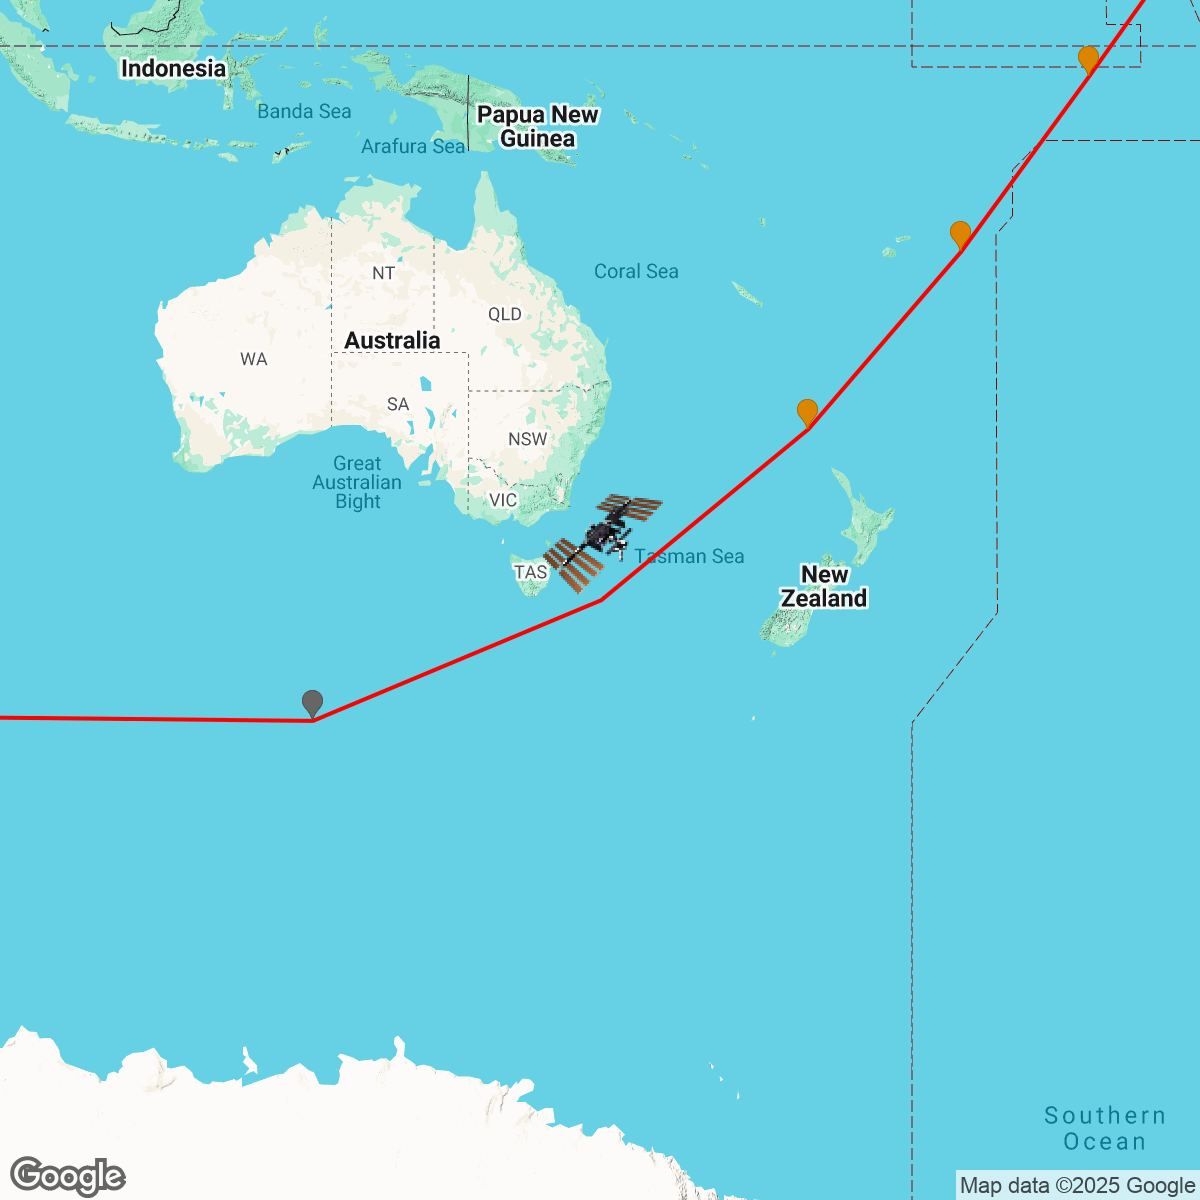 Indonesia
Banda Sea
Papua New
Guinea
Arafura Sea
NT
Coral Sea
QLD
Australia
WA
SA
NSW
Great
Australian
Bight
VIC
Tasman Sea
TAS
New
Zealand
Southern
Ocean
Google
Map data ©2025 Google